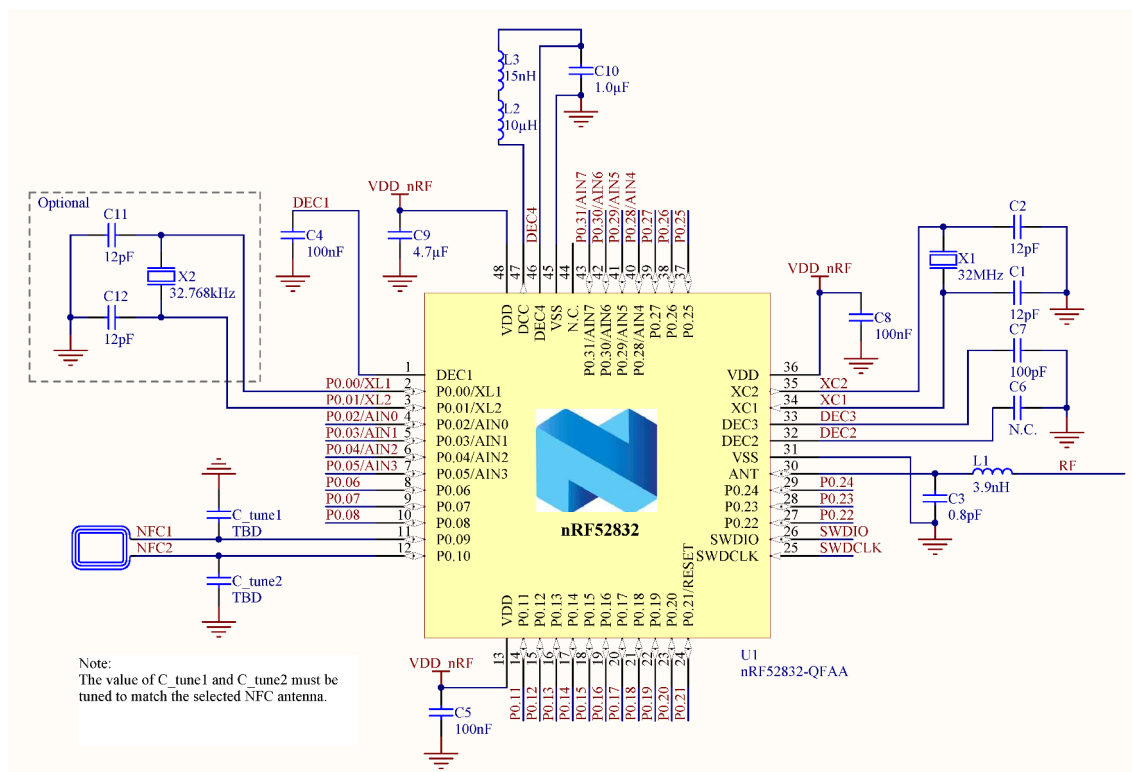 L3
15nH
C10
1.0µF
L2
10µH
VDD_nRF
DEC1
C4
100nF
C9
4.7µF
DEC4
P0.31/AIN7
P0.30/AIN6
P0.29/AIN5
P0.28/AIN4
P0.27
P0.26
P0.25
Optional
C11
12pF
X2
32.768kHz
C12
12pF
48
47
46
45
44
43
42
41
40
39
38
37
VDD
DCC
DEC4
VSS
N.C.
P0.31/AIN7
P0.30/AIN6
P0.29/AIN5
P0.28/AIN4
P0.27
P0.26
P0.25
VDD_nRF
C8
100nF
C2
12pF
X1
32MHz
C1
12pF
C7
100pF
C6
N.C.
1
DEC1
P0.00/XL1
2
P0.00/XL1
P0.01/XL2
3
P0.01/XL2
P0.02/AIN0
4
P0.02/AIN0
P0.03/AIN1
5
P0.03/AIN1
P0.04/AIN2
6
P0.04/AIN2
P0.05/AIN3
7
P0.05/AIN3
P0.06
8
P0.06
P0.07
9
P0.07
P0.08
10
P0.08
NFC1
11
P0.09
NFC2
12
P0.10
C_tune1
TBD
C_tune2
TBD
nRF52832
VDD
36
XC2
35
XC2
XC1
34
XC1
DEC3
33
DEC3
DEC2
32
DEC2
VSS
31
ANT
30
P0.24
29
P0.24
P0.23
28
P0.23
P0.22
27
P0.22
SWDIO
26
SWDIO
SWDCLK
25
SWDCLK
L1
3.9nH
RF
C3
0.8pF
VDD
P0.11
P0.12
P0.13
P0.14
P0.15
P0.16
P0.17
P0.18
P0.19
P0.20
P0.21/RESET
13
14
15
16
17
18
19
20
21
22
23
24
P0.11
P0.12
P0.13
P0.14
P0.15
P0.16
P0.17
P0.18
P0.19
P0.20
P0.21
VDD_nRF
C5
100nF
U1
nRF52832-QFAA
Note:
The value of C_tune1 and C_tune2 must be
tuned to match the selected NFC antenna.